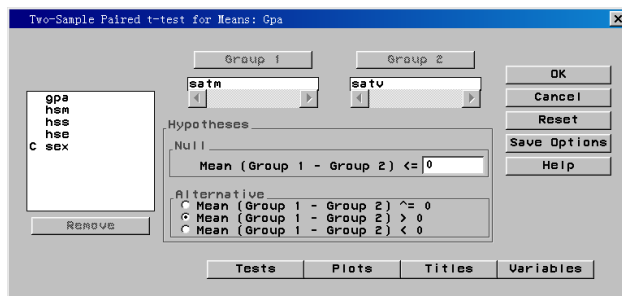 Two-Sample Paired t-test for Means: Gpa
Group 1
Group 2
satm
satv
gpa
hsm
hss
hse
C sex
Remove
Hypotheses
Null
Mean (Group 1 - Group 2) <= 0
Alternative
Mean (Group 1 - Group 2) ^= 0
Mean (Group 1 - Group 2) > 0
Mean (Group 1 - Group 2) < 0
OK
Cancel
Reset
Save Options
Help
Tests
Plots
Titles
Variables